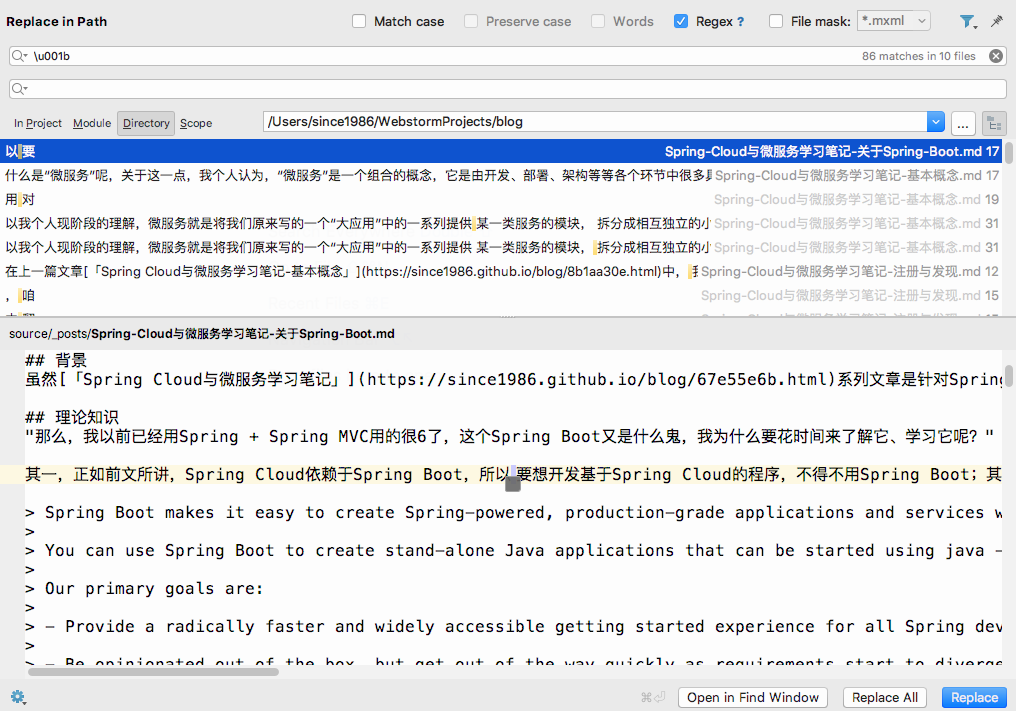 Replace in Path Match case Preserve case Words Regex ? File mask: *.mxml
\u001b 86 matches in 10 files
In Project Module Directory Scope /Users/since1986/WebstormProjects/blog ...
以要 Spring-Cloud与微服务学习笔记-关于Spring-Boot.md 17
什么是“微服务”呢，关于这一点，我个人认为，“微服务”是一个组合的概念，它是由开发、部署、架构等等各个环节中很多 Spring-Cloud与微服务学习笔记-基本概念.md 17
用 对 Spring-Cloud与微服务学习笔记-基本概念.md 19
以我个人现阶段的理解，微服务就是将我们原来写的一个“大应用”中的一系列提供 某一类服务的模块， 拆分成相互独立的 Spring-Cloud与微服务学习笔记-基本概念.md 31
以我个人现阶段的理解，微服务就是将我们原来写的一个“大应用”中的一系列提供 某一类服务的模块， 拆分成相互独立的 Spring-Cloud与微服务学习笔记-基本概念.md 31
在上一篇文章[「Spring Cloud与微服务学习笔记-基本概念」](https://since1986.github.io/blog/8b1aa30e.html)中， Spring-Cloud与微服务学习笔记-注册与发现.md 12
， 咱 Spring-Cloud与微服务学习笔记-注册与发现.md 15
source/_posts/Spring-Cloud与微服务学习笔记-关于Spring-Boot.md
## 背景
虽然[「Spring Cloud与微服务学习笔记」](https://since1986.github.io/blog/67e55e6b.html)系列文章是针对Spring
## 理论知识
"那么，我以前已经用Spring + Spring MVC用的很6了，这个Spring Boot又是什么鬼，我为什么要花时间来了解它、学习它呢？"
其一，正如前文所讲，Spring Cloud依赖于Spring Boot，所以 要想开发基于Spring Cloud的程序，不得不用Spring Boot；其
> Spring Boot makes it easy to create Spring-powered, production-grade applications and services w
>
> You can use Spring Boot to create stand-alone Java applications that can be started using java -
>
> Our primary goals are:
>
> - Provide a radically faster and widely accessible getting started experience for all Spring dev
>
> - Be opinionated out of the box, but get out of the way quickly as requirements start to diverge
Open in Find Window Replace All Replace